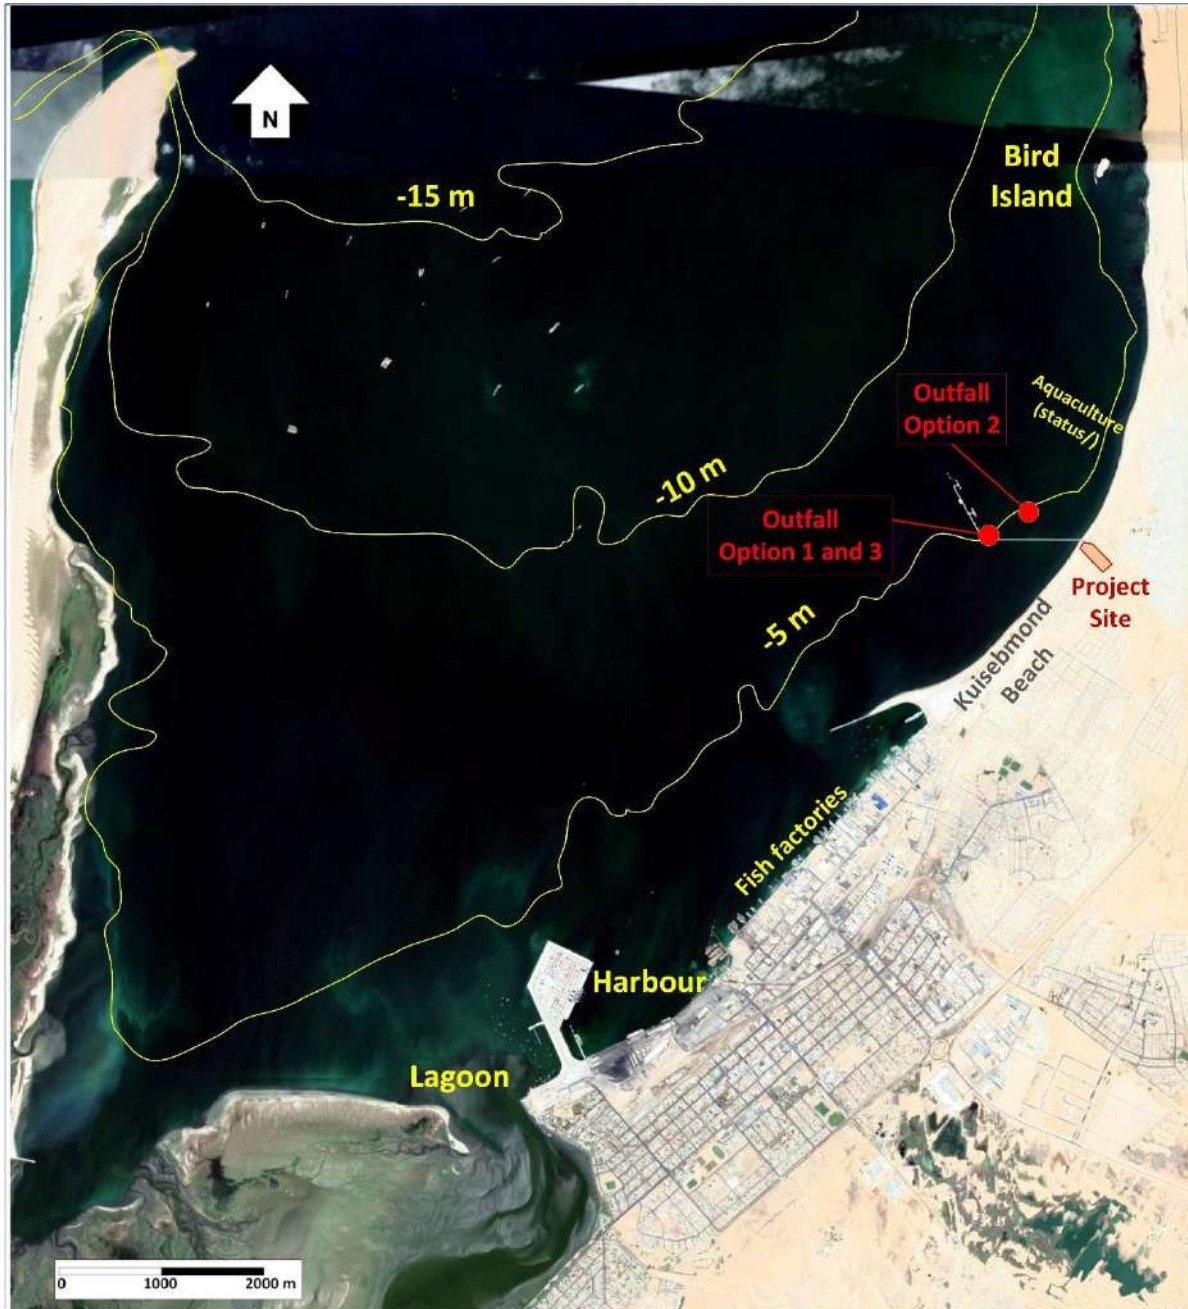 N
-15 m
Bird
Island
Aquaculture
(status/)
Outfall
Option 2
-10 m
Outfall
Option 1 and 3
Project
Site
-5 m
Kuisebmond
Beach
Fish factories
Harbour
Lagoon
0 1000 2000 m